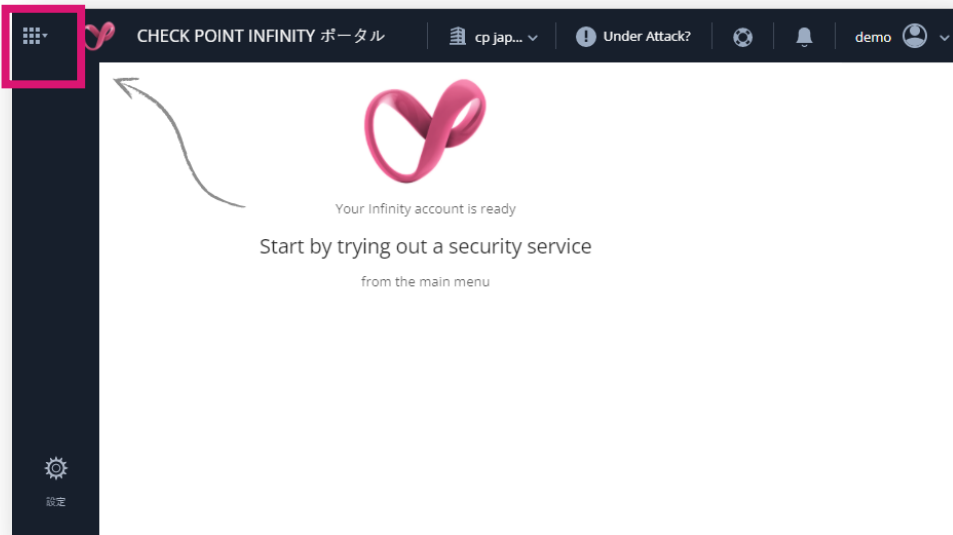 CHECK POINT INFINITY ポータル
cp jap...
Under Attack?
demo
Your Infinity account is ready
Start by trying out a security service
from the main menu
設定